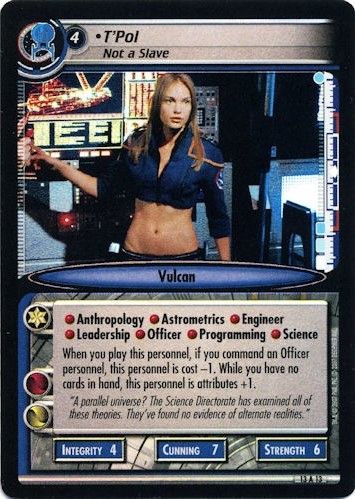 4
•T'Pol
Not a Slave
Vulcan
Anthropology Astrometrics Engineer
Leadership Officer Programming Science
When you play this personnel, if you command an Officer
personnel, this personnel is cost –1. While you have no
cards in hand, this personnel is attributes +1.
"A parallel universe? The Science Directorate has examined all of
these theories. They've found no evidence of alternate realities."
INTEGRITY 4 CUNNING 7 STRENGTH 6
13 A 13